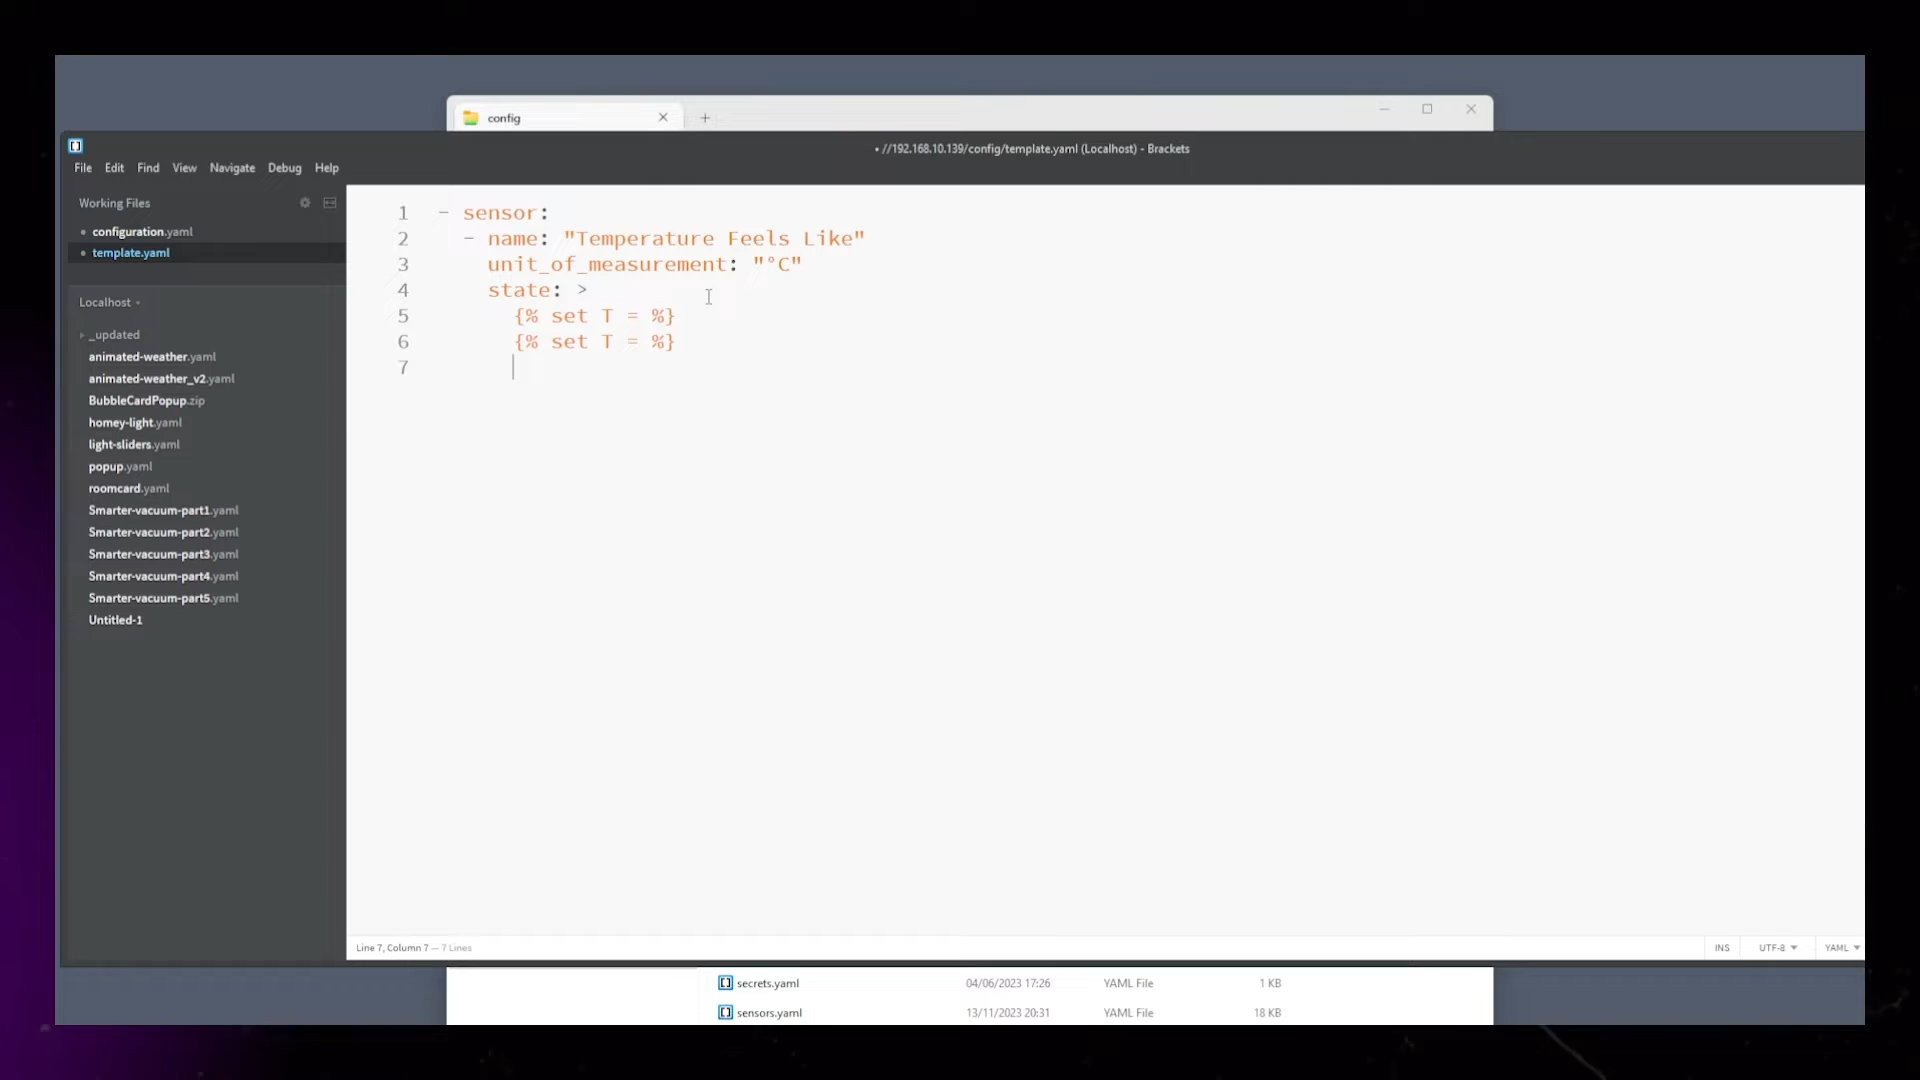 config
• //192.168.10.139/config/template.yaml (Localhost) - Brackets
File Edit Find View Navigate Debug Help
Working Files
configuration.yaml
template.yaml
Localhost
_updated
animated-weather.yaml
animated-weather_v2.yaml
BubbleCardPopup.zip
homey-light.yaml
light-sliders.yaml
popup.yaml
roomcard.yaml
Smarter-vacuum-part1.yaml
Smarter-vacuum-part2.yaml
Smarter-vacuum-part3.yaml
Smarter-vacuum-part4.yaml
Smarter-vacuum-part5.yaml
Untitled-1
1 - sensor:
2 - name: "Temperature Feels Like"
3 unit_of_measurement: "°C"
4 state: >
5 {% set T = %}
6 {% set T = %}
7
Line 7, Column 7 — 7 Lines
INS UTF-8 YAML
secrets.yaml 04/06/2023 17:26 YAML File 1 KB
sensors.yaml 13/11/2023 20:31 YAML File 18 KB